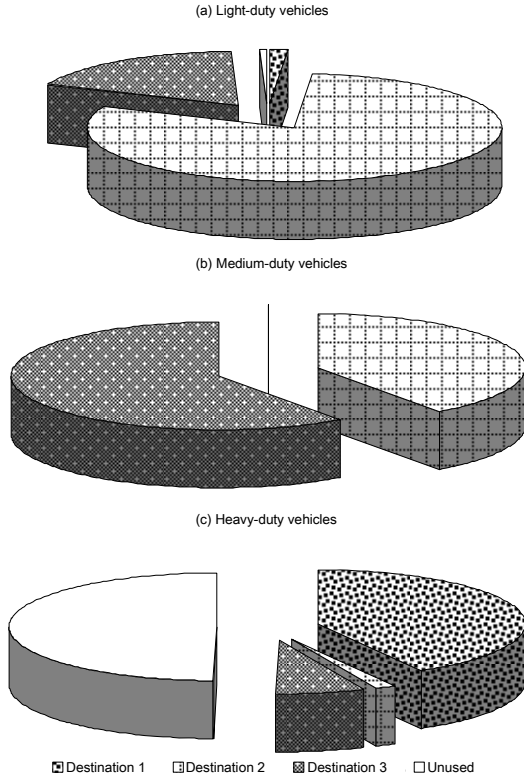 (a) Light-duty vehicles
(b) Medium-duty vehicles
(c) Heavy-duty vehicles
Destination 1 Destination 2 Destination 3 Unused